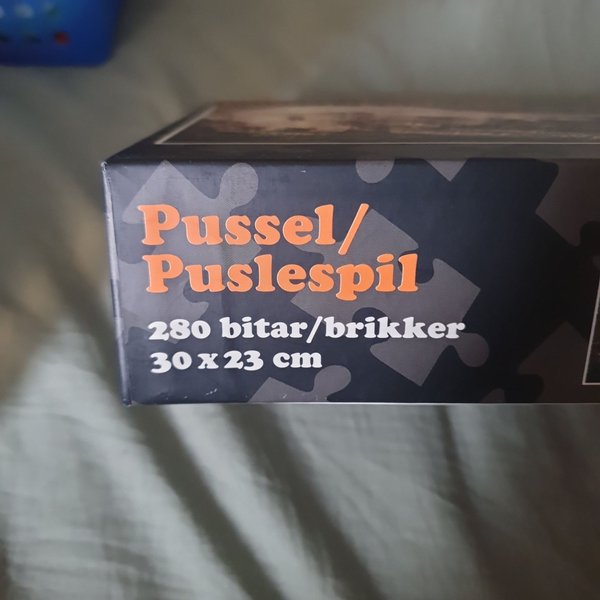 Pussel/
Puslespil
280 bitar/brikker
30 x 23 cm